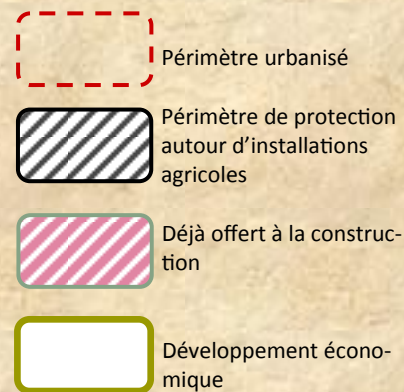 Périmètre urbanisé
Périmètre de protection
autour d'installations
agricoles
Déjà offert à la construc-
tion
Développement écono-
mique